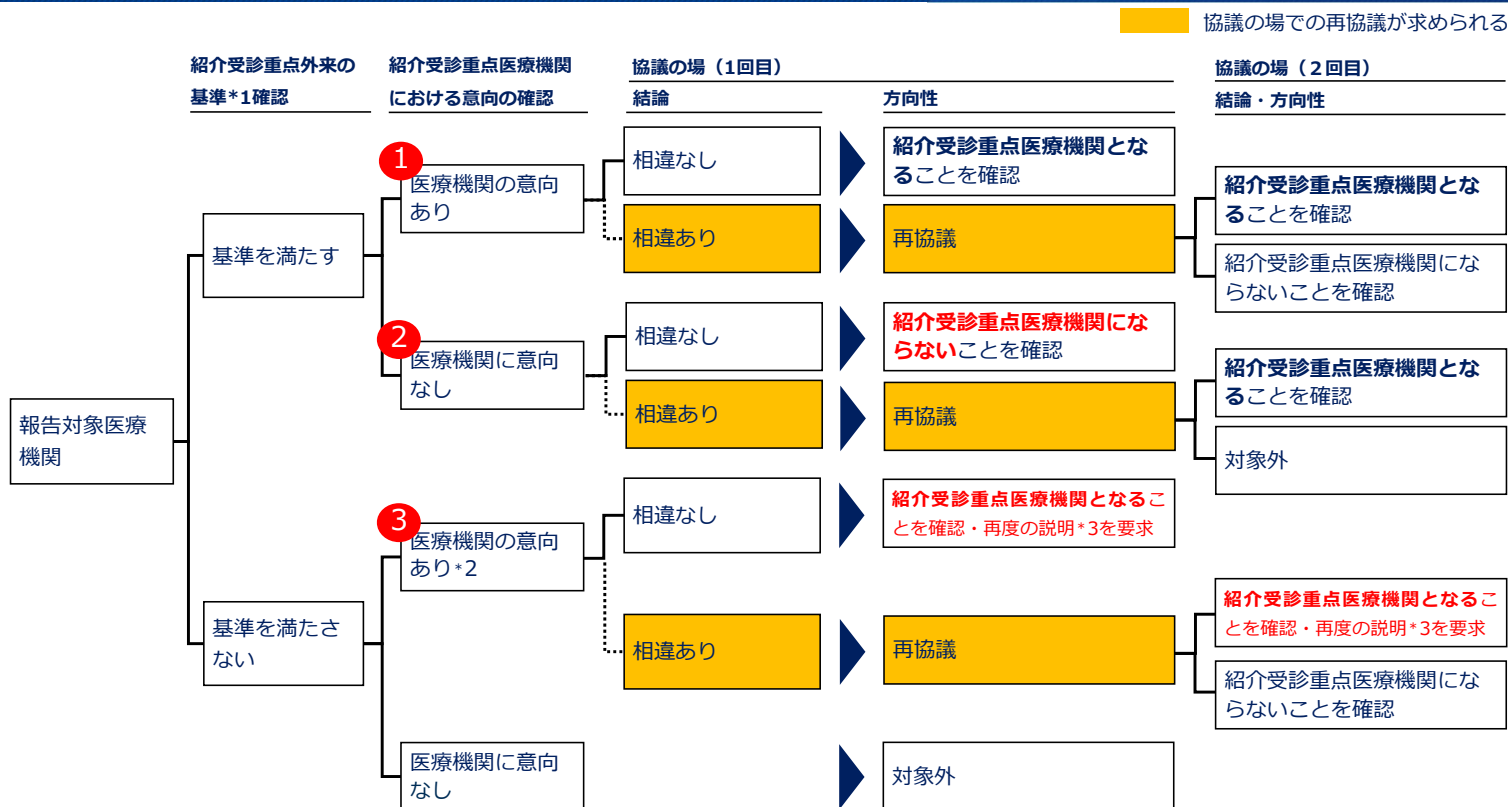 協議の場での再協議が求められる
紹介受診重点外来の
基準*1確認
紹介受診重点医療機関
における意向の確認
協議の場（1回目）
結論
方向性
協議の場（２回目）
結論・方向性
報告対象医療
機関
基準を満たす
1
医療機関の意向
あり
相違なし
紹介受診重点医療機関とな
ることを確認
相違あり
再協議
紹介受診重点医療機関とな
ることを確認
紹介受診重点医療機関にな
らないことを確認
2
医療機関に意向
なし
相違なし
紹介受診重点医療機関にな
らないことを確認
相違あり
再協議
紹介受診重点医療機関とな
ることを確認
対象外
基準を満たさ
ない
3
医療機関の意向
あり*2
相違なし
紹介受診重点医療機関となるこ
とを確認・再度の説明*3を要求
相違あり
再協議
紹介受診重点医療機関となるこ
とを確認・再度の説明*3を要求
紹介受診重点医療機関にな
らないことを確認
医療機関に意向
なし
対象外